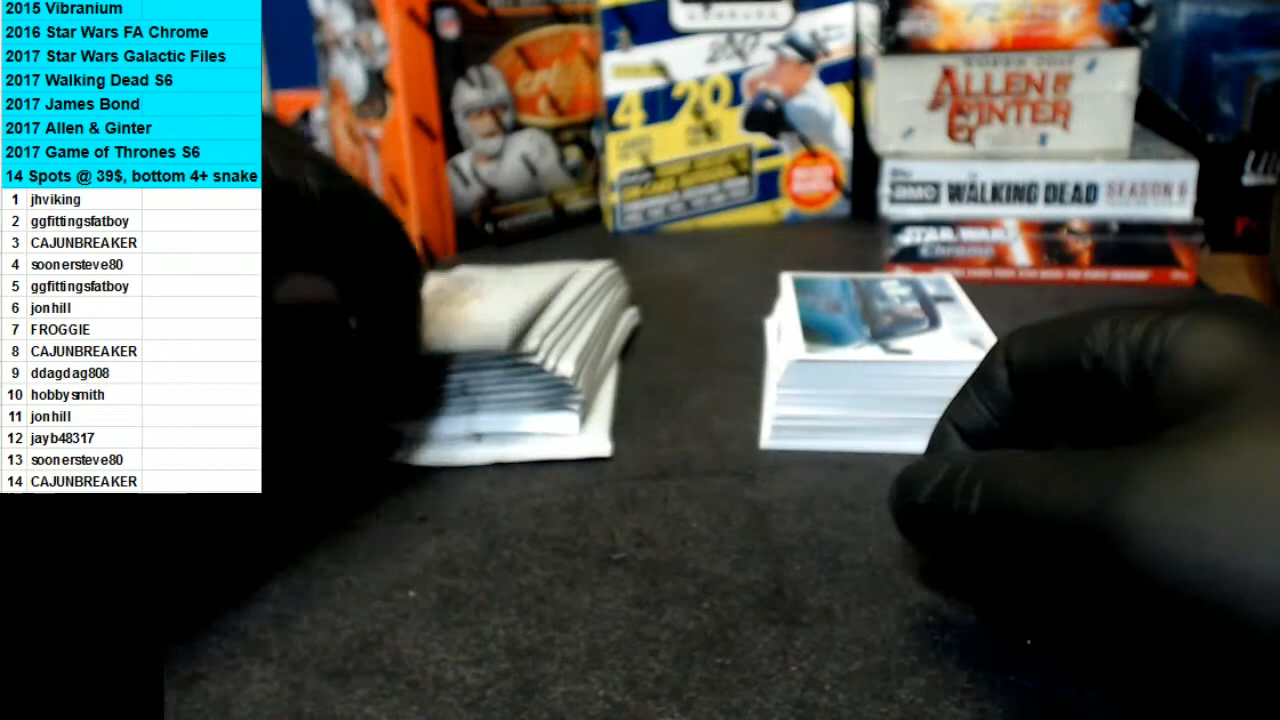 2015 Vibranium
2016 Star Wars FA Chrome
2017 Star Wars Galactic Files
2017 Walking Dead S6
2017 James Bond
2017 Allen & Ginter
2017 Game of Thrones S6
14 Spots @ 39$, bottom 4+ snake
1 jhviking
2 ggfittingsfatboy
3 CAJUNBREAKER
4 soonersteve80
5 ggfittingsfatboy
6 jonhill
7 FROGGIE
8 CAJUNBREAKER
9 ddagdag808
10 hobbysmith
11 jonhill
12 jayb48317
13 soonersteve80
14 CAJUNBREAKER
4 20
ALLEN &
GINTER
AMC WALKING DEAD SEASON 6
STAR WARS
Chrome